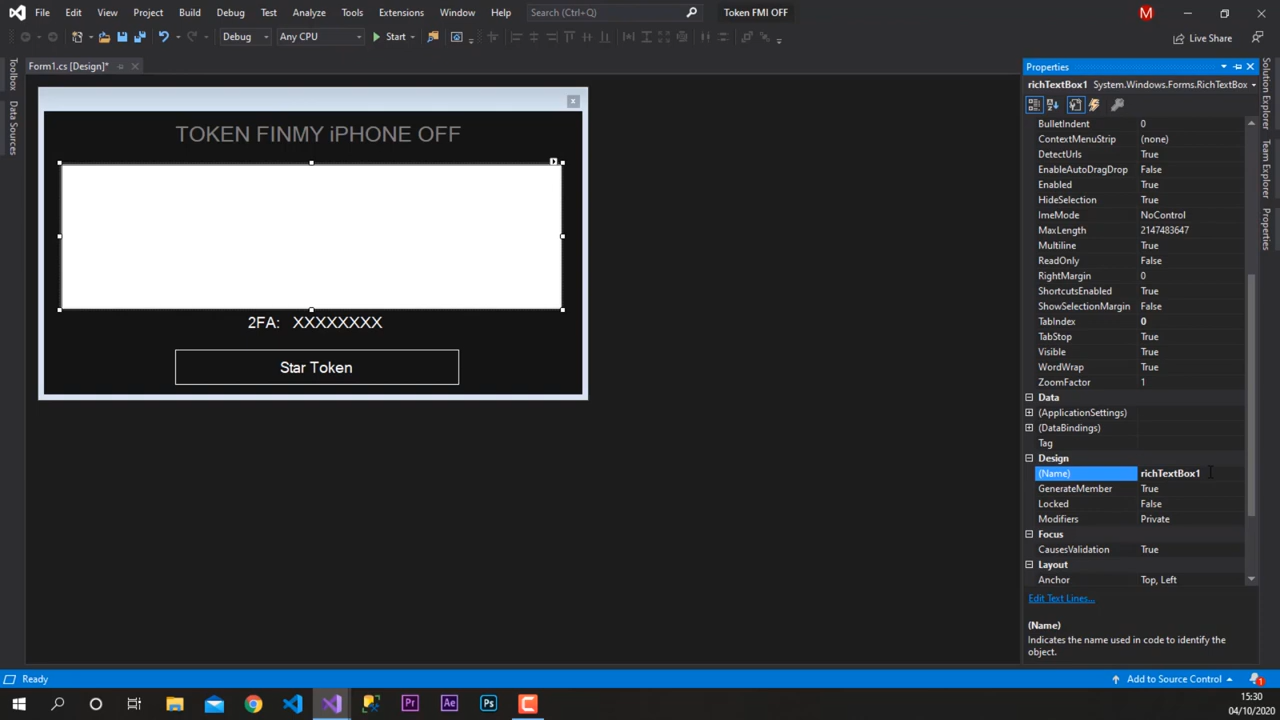 File Edit View Project Build Debug Test Analyze Tools Extensions Window Help Search (Ctrl+Q) Token FMI OFF M
Debug Any CPU Start Live Share
Form1.cs [Design]*
Toolbox
Data Sources
TOKEN FINMY iPHONE OFF
2FA: XXXXXXXX
Star Token
Properties
richTextBox1 System.Windows.Forms.RichTextBox
BulletIndent 0
ContextMenuStrip (none)
DetectUrls True
EnableAutoDragDrop False
Enabled True
HideSelection True
ImeMode NoControl
MaxLength 2147483647
Multiline True
ReadOnly False
RightMargin 0
ShortcutsEnabled True
ShowSelectionMargin False
TabIndex 0
TabStop True
Visible True
WordWrap True
ZoomFactor 1
Data
(ApplicationSettings)
(DataBindings)
Tag
Design
(Name) richTextBox1
GenerateMember True
Locked False
Modifiers Private
Focus
CausesValidation True
Layout
Anchor Top, Left
Edit Text Lines...
(Name)
Indicates the name used in code to identify the
object.
Solution Explorer
Team Explorer
Properties
Ready Add to Source Control 1
Pr Ae Ps C
15:30
04/10/2020